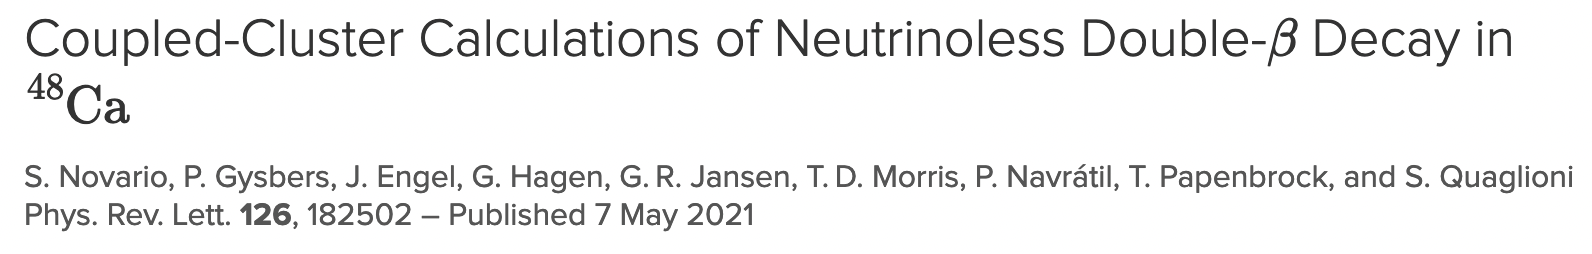 Coupled-Cluster Calculations of Neutrinoless Double-β Decay in
⁴⁸Ca
S. Novario, P. Gysbers, J. Engel, G. Hagen, G. R. Jansen, T. D. Morris, P. Navrátil, T. Papenbrock, and S. Quaglioni
Phys. Rev. Lett. 126, 182502 – Published 7 May 2021